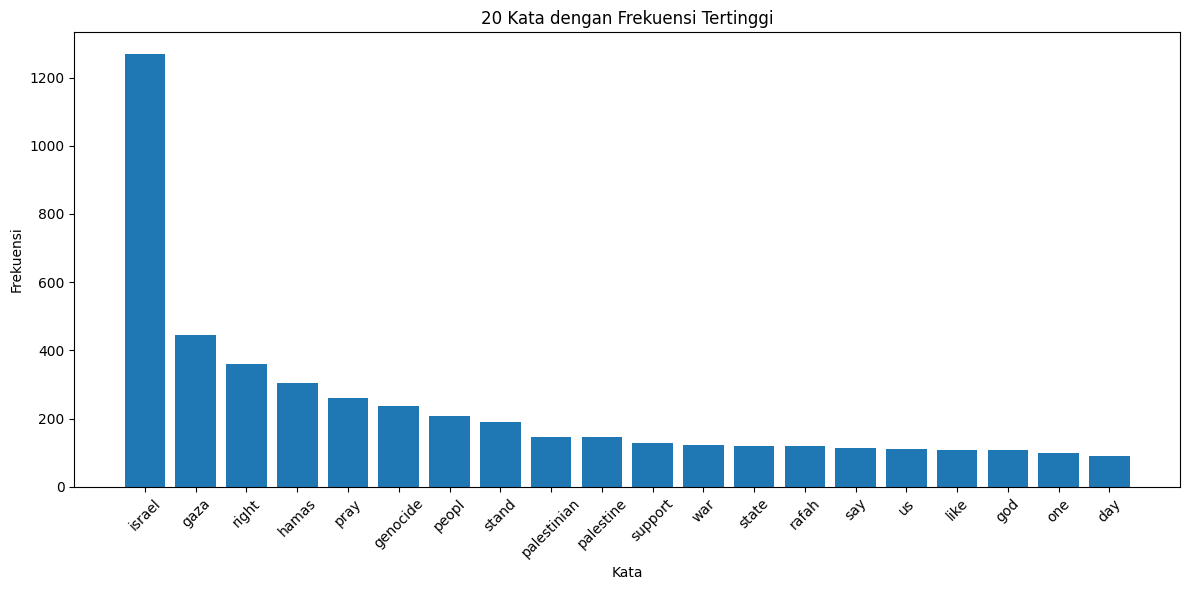 20 Kata dengan Frekuensi Tertinggi
Frekuensi
1200
1000
800
600
400
200
0
israel
gaza
right
hamas
pray
genocide
peopl
stand
palestinian
palestine
support
war
state
rafah
say
us
like
god
one
day
Kata